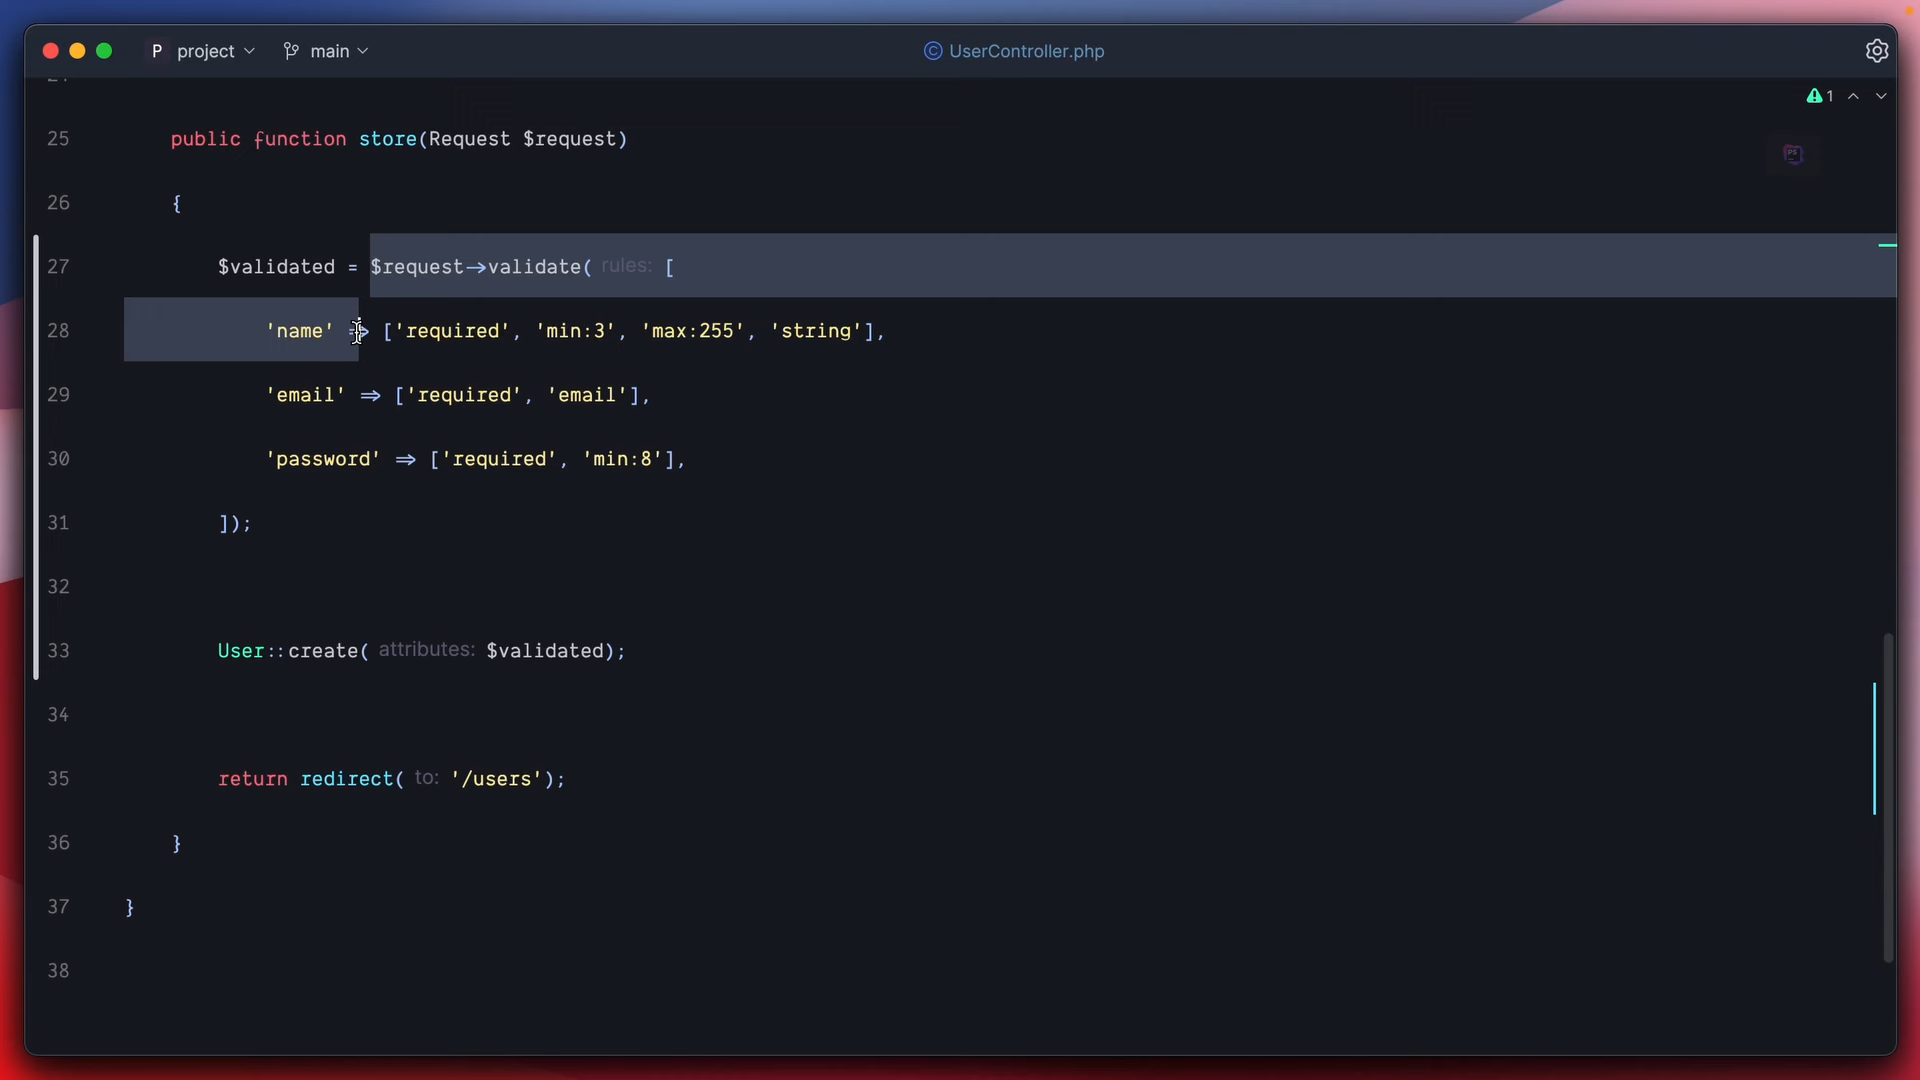 P project main UserController.php
1
25 public function store(Request $request)
26 {
27 $validated = $request->validate( rules: [
28 'name' => ['required', 'min:3', 'max:255', 'string'],
29 'email' => ['required', 'email'],
30 'password' => ['required', 'min:8'],
31 ]);
32
33 User::create( attributes: $validated);
34
35 return redirect( to: '/users');
36 }
37 }
38